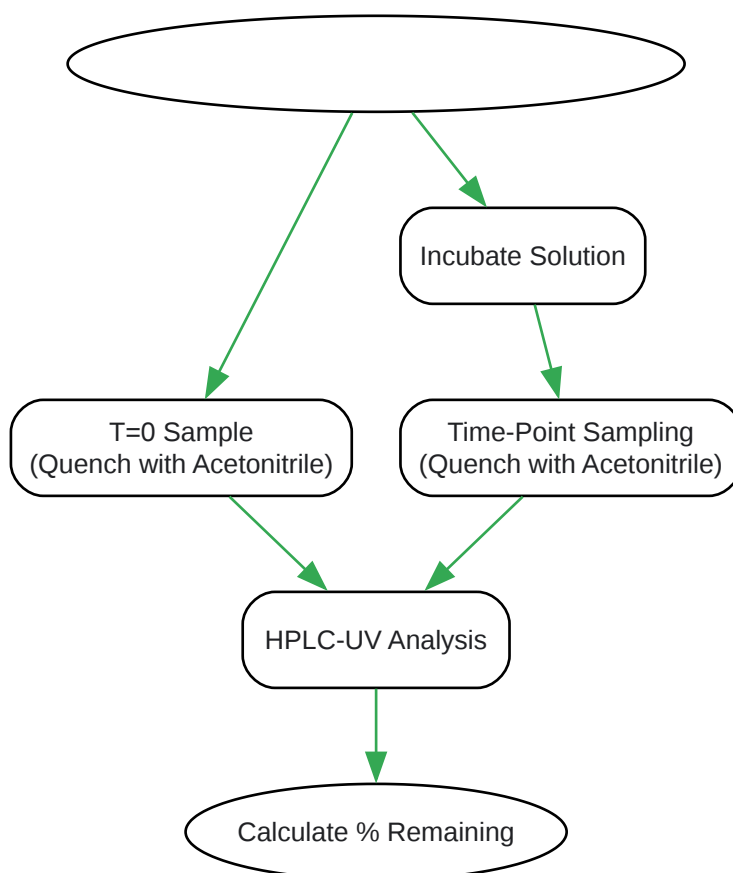 Incubate Solution
T=0 Sample
(Quench with Acetonitrile)
Time-Point Sampling
(Quench with Acetonitrile)
HPLC-UV Analysis
Calculate % Remaining